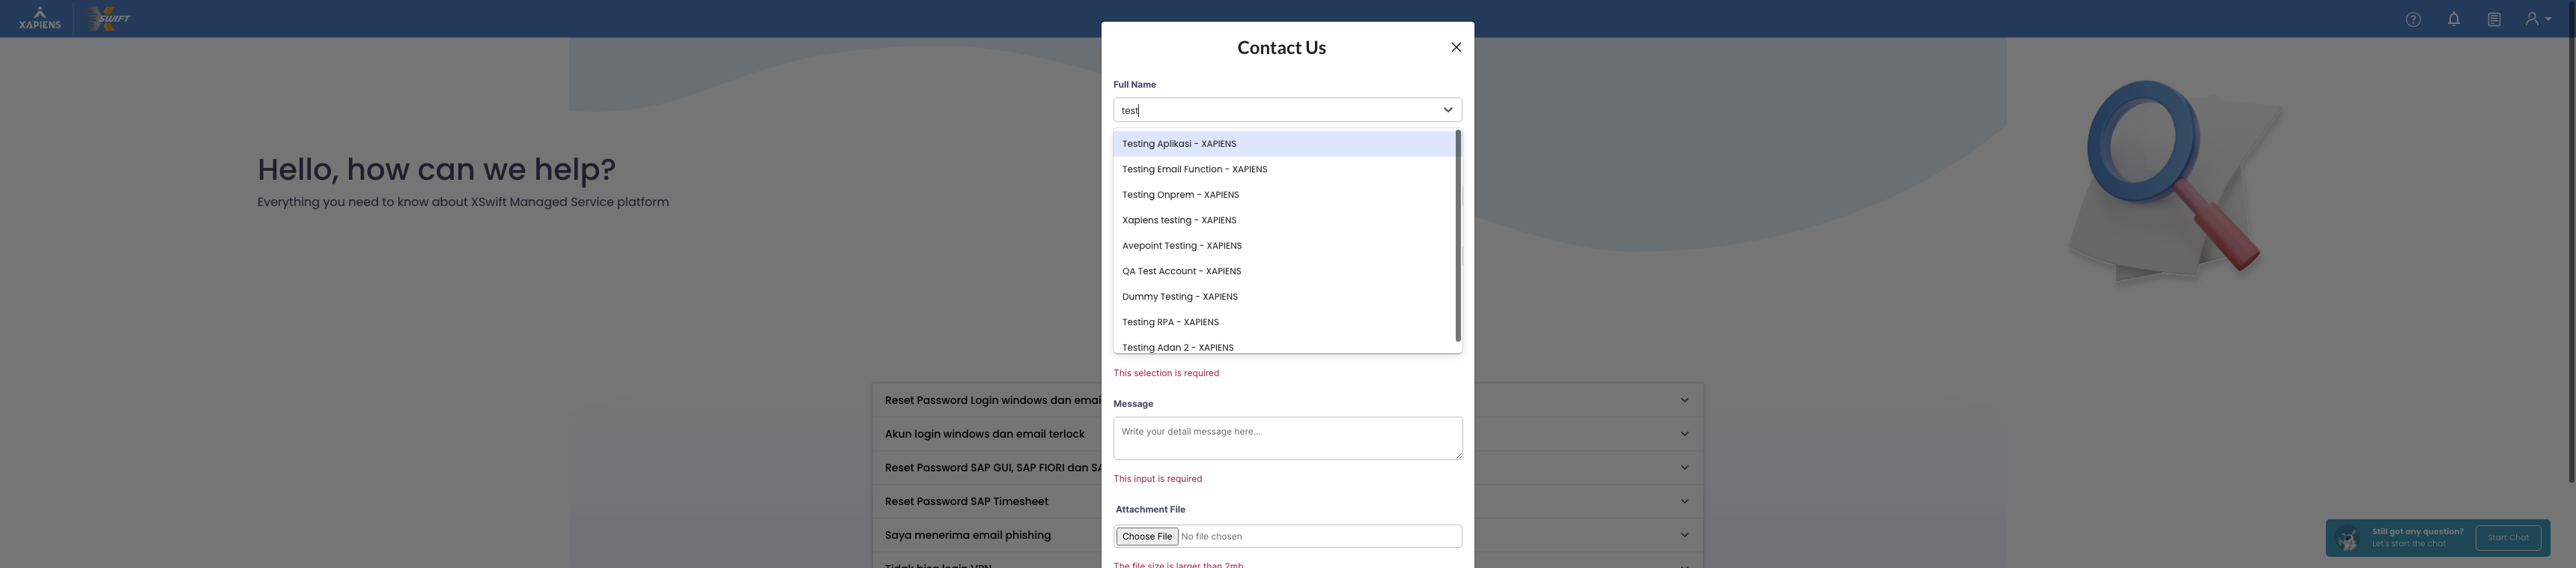 XAPIENS
SWIFT
Contact Us
Full Name
test
Testing Aplikasi - XAPIENS
Testing Email Function - XAPIENS
Testing Onprem - XAPIENS
Xapiens testing - XAPIENS
Avepoint Testing - XAPIENS
QA Test Account - XAPIENS
Dummy Testing - XAPIENS
Testing RPA - XAPIENS
Testing Adan 2 - XAPIENS
This selection is required
Message
Write your detail message here...
This input is required
Attachment File
Choose File No file chosen
The file size is larger than 2mb
Hello, how can we help?
Everything you need to know about XSwift Managed Service platform
Reset Password Login windows dan
Akun login windows dan email terlock
Reset Password SAP GUI, SAP FIORI dan
Reset Password SAP Timesheet
Saya menerima email phishing
Tidak bisa login VPN
Still got any question?
Let's start the chat
Start Chat